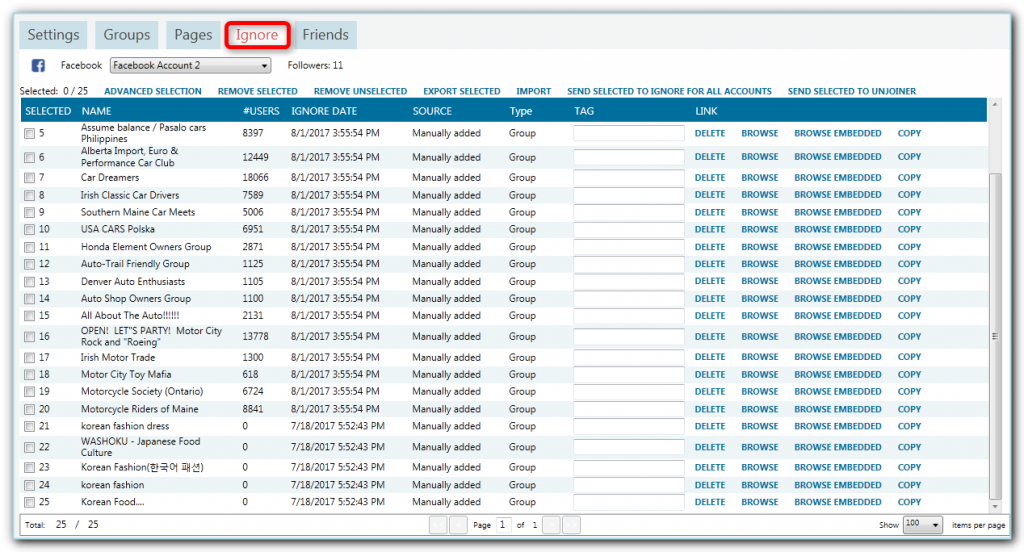 Settings Groups Pages Ignore Friends
Facebook Facebook Account 2 Followers: 11
Selected: 0 / 25 ADVANCED SELECTION REMOVE SELECTED REMOVE UNSELECTED EXPORT SELECTED IMPORT SEND SELECTED TO IGNORE FOR ALL ACCOUNTS SEND SELECTED TO UNJOINER
SELECTED NAME #USERS IGNORE DATE SOURCE Type TAG LINK
5 Assume balance / Pasalo cars Philippines 8397 8/1/2017 3:55:54 PM Manually added Group DELETE BROWSE BROWSE EMBEDDED COPY
6 Alberta Import, Euro & Performance Car Club 12449 8/1/2017 3:55:54 PM Manually added Group DELETE BROWSE BROWSE EMBEDDED COPY
7 Car Dreamers 18066 8/1/2017 3:55:54 PM Manually added Group DELETE BROWSE BROWSE EMBEDDED COPY
8 Irish Classic Car Drivers 7589 8/1/2017 3:55:54 PM Manually added Group DELETE BROWSE BROWSE EMBEDDED COPY
9 Southern Maine Car Meets 5006 8/1/2017 3:55:54 PM Manually added Group DELETE BROWSE BROWSE EMBEDDED COPY
10 USA CARS Polska 6951 8/1/2017 3:55:54 PM Manually added Group DELETE BROWSE BROWSE EMBEDDED COPY
11 Honda Element Owners Group 2871 8/1/2017 3:55:54 PM Manually added Group DELETE BROWSE BROWSE EMBEDDED COPY
12 Auto-Trail Friendly Group 1125 8/1/2017 3:55:54 PM Manually added Group DELETE BROWSE BROWSE EMBEDDED COPY
13 Denver Auto Enthusiasts 1105 8/1/2017 3:55:54 PM Manually added Group DELETE BROWSE BROWSE EMBEDDED COPY
14 Auto Shop Owners Group 1100 8/1/2017 3:55:54 PM Manually added Group DELETE BROWSE BROWSE EMBEDDED COPY
15 All About The Auto!!!!!! 2131 8/1/2017 3:55:54 PM Manually added Group DELETE BROWSE BROWSE EMBEDDED COPY
16 OPEN! LET"S PARTY! Motor City Rock and "Roeing" 13778 8/1/2017 3:55:54 PM Manually added Group DELETE BROWSE BROWSE EMBEDDED COPY
17 Irish Motor Trade 1300 8/1/2017 3:55:54 PM Manually added Group DELETE BROWSE BROWSE EMBEDDED COPY
18 Motor City Toy Mafia 618 8/1/2017 3:55:54 PM Manually added Group DELETE BROWSE BROWSE EMBEDDED COPY
19 Motorcycle Society (Ontario) 6724 8/1/2017 3:55:54 PM Manually added Group DELETE BROWSE BROWSE EMBEDDED COPY
20 Motorcycle Riders of Maine 8841 8/1/2017 3:55:54 PM Manually added Group DELETE BROWSE BROWSE EMBEDDED COPY
21 korean fashion dress 0 7/18/2017 5:52:43 PM Manually added Group DELETE BROWSE BROWSE EMBEDDED COPY
22 WASHOKU - Japanese Food Culture 0 7/18/2017 5:52:43 PM Manually added Group DELETE BROWSE BROWSE EMBEDDED COPY
23 Korean Fashion(한국어 패션) 0 7/18/2017 5:52:43 PM Manually added Group DELETE BROWSE BROWSE EMBEDDED COPY
24 korean fashion 0 7/18/2017 5:52:43 PM Manually added Group DELETE BROWSE BROWSE EMBEDDED COPY
25 Korean Food.... 0 7/18/2017 5:52:43 PM Manually added Group DELETE BROWSE BROWSE EMBEDDED COPY
Total: 25 / 25 Page 1 of 1 Show 100 items per page